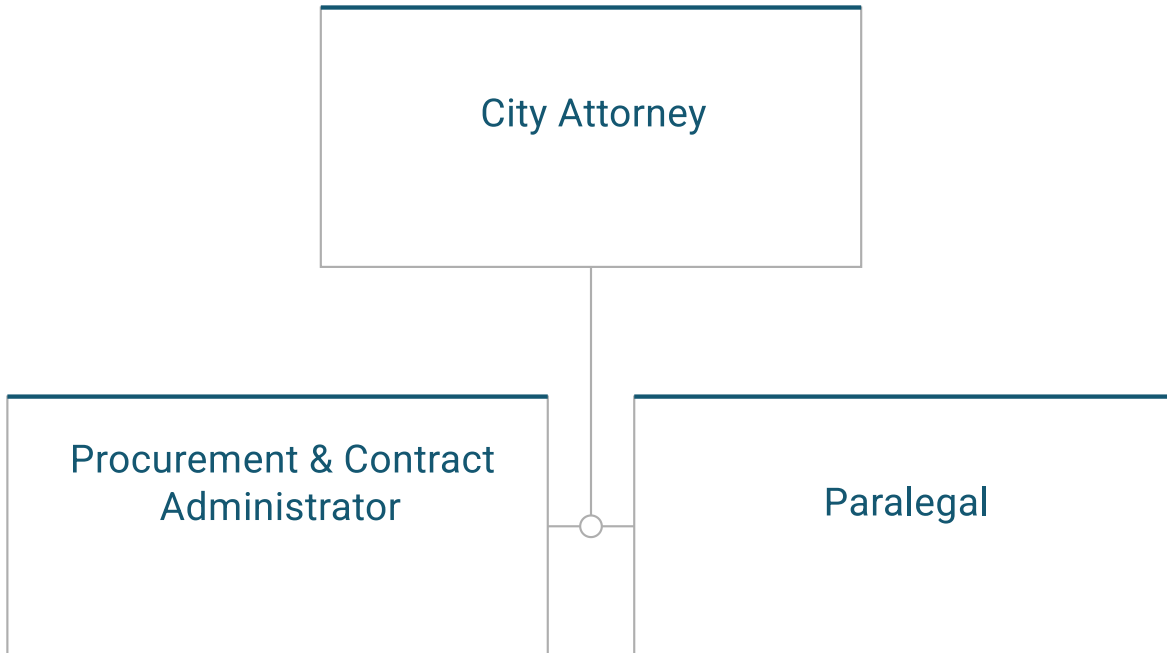 City Attorney
Procurement & Contract
Administrator
Paralegal